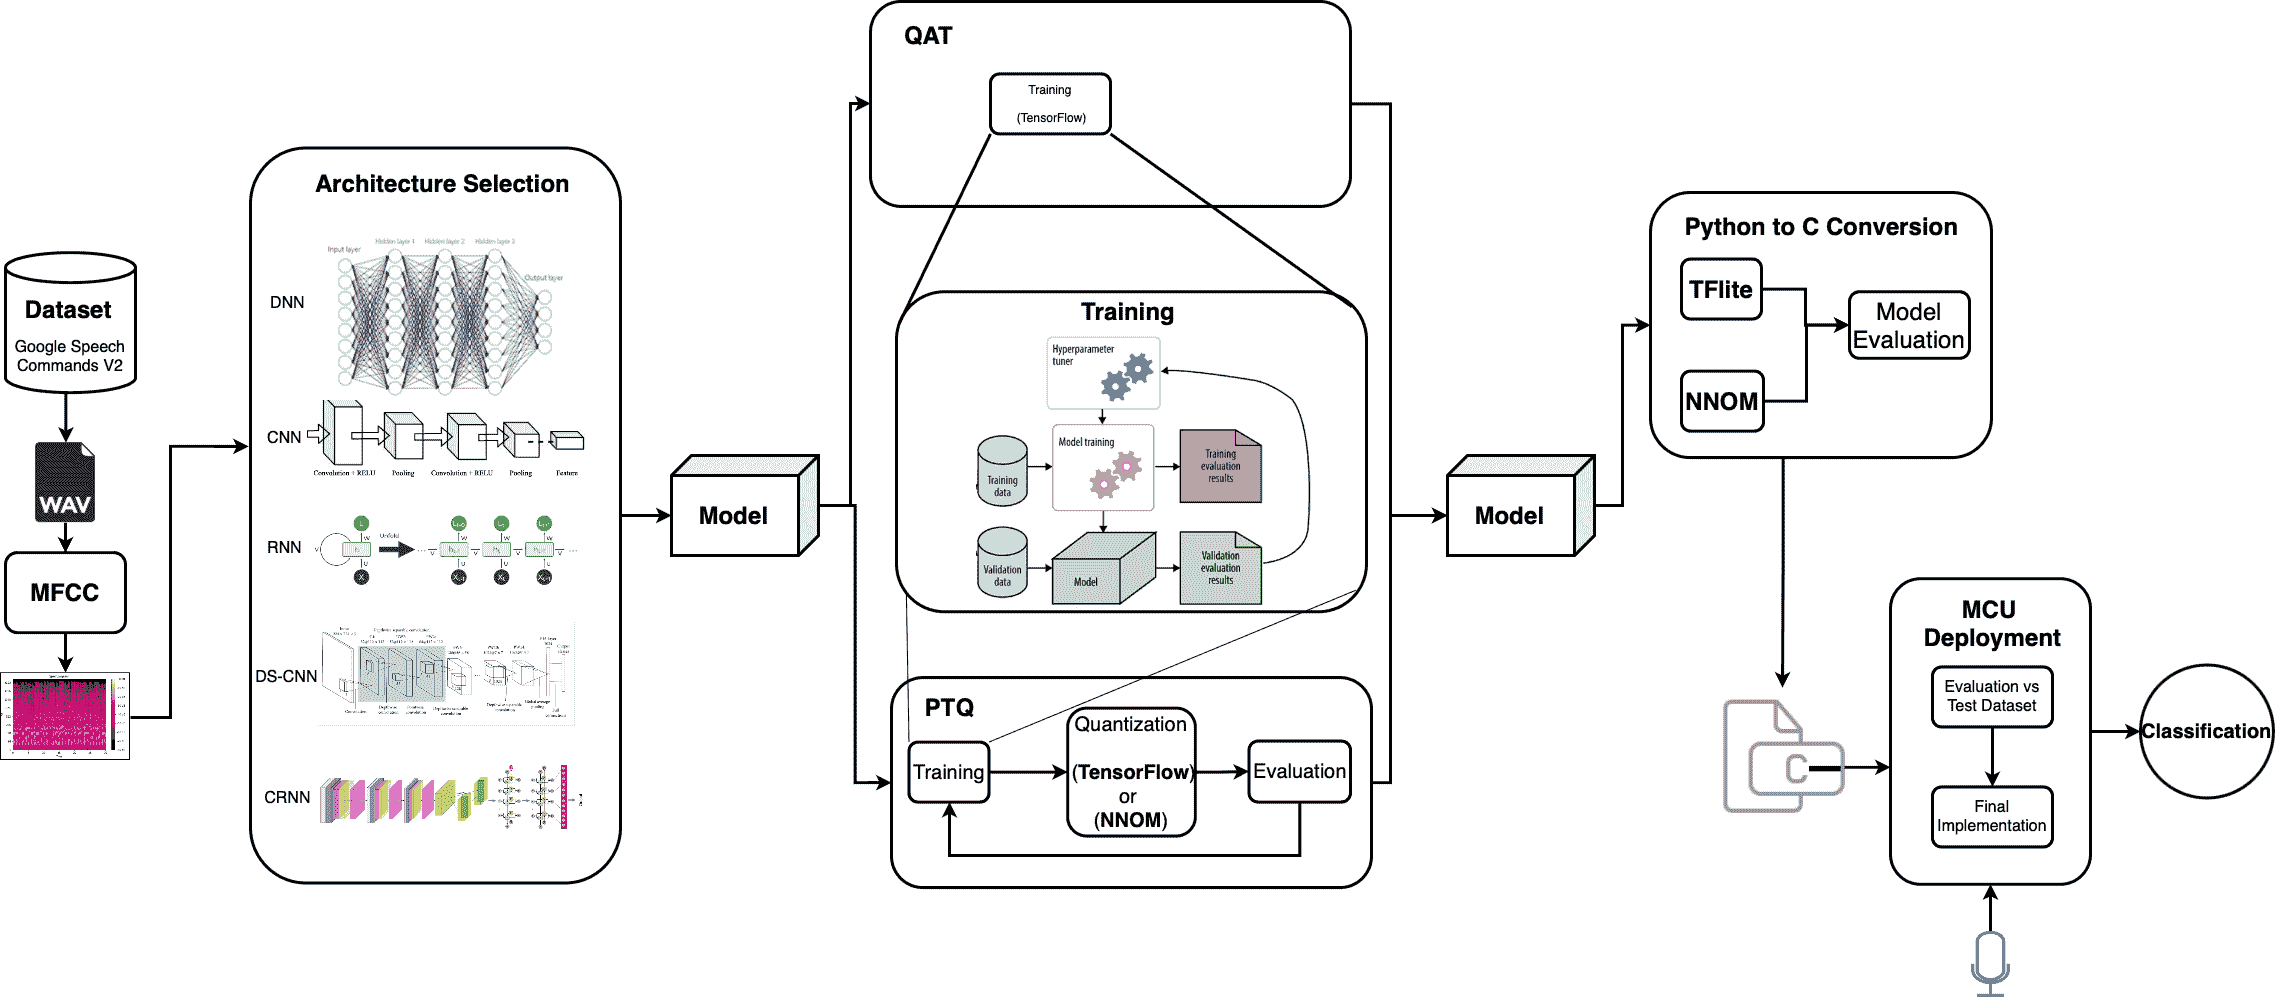 Dataset
Google Speech
Commands V2
WAV
MFCC
Architecture Selection
DNN
Input layer
Hidden layer 1
Hidden layer 2
Hidden layer 3
Output layer
CNN
Convolution + RELU
Pooling
Convolution + RELU
Pooling
Feature
RNN
Unfold
DS-CNN
CRNN
Model
QAT
Training
(TensorFlow)
Training
Hyperparameter
tuner
Model training
Training
data
Training
evaluation
results
Validation
data
Model
Validation
evaluation
results
PTQ
Training
Quantization
(TensorFlow)
or
(NNOM)
Evaluation
Model
Python to C Conversion
TFlite
NNOM
Model
Evaluation
C
MCU
Deployment
Evaluation vs
Test Dataset
Final
Implementation
Classification